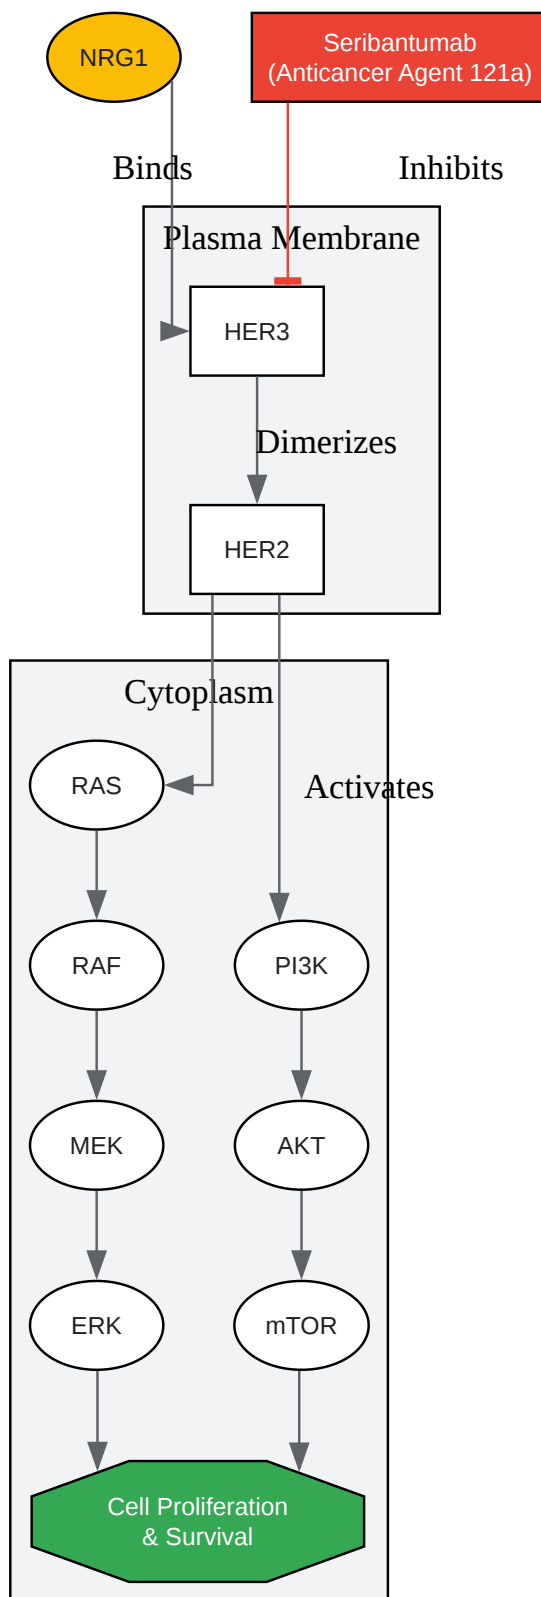 NRG1
Seribantumab
(Anticancer Agent 121a)
Binds
Inhibits
Plasma Membrane
HER3
Dimerizes
HER2
Cytoplasm
RAS
Activates
RAF
PI3K
MEK
AKT
ERK
mTOR
Cell Proliferation
& Survival